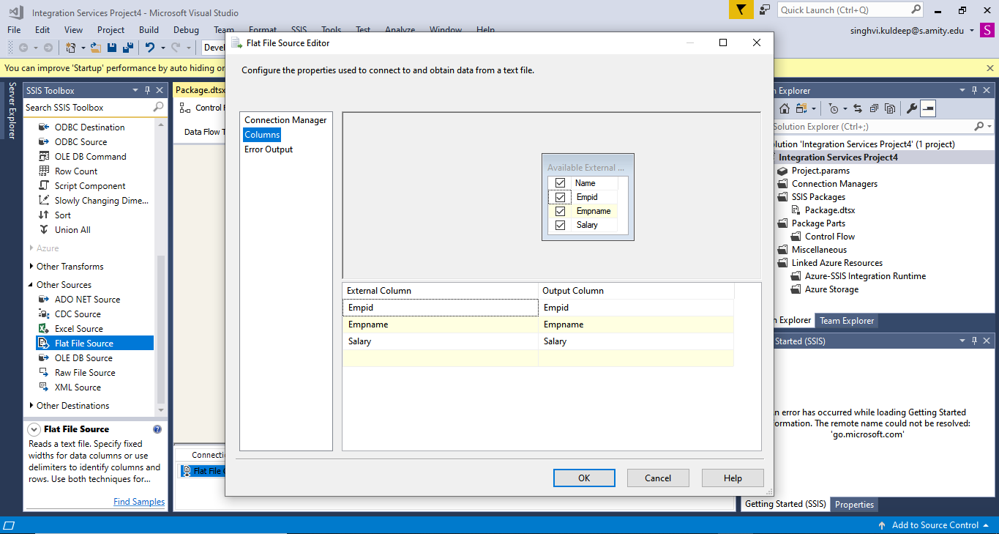 Integration Services Project4 - Microsoft Visual Studio
Quick Launch (Ctrl+Q)
File Edit View Project Build Debug Team Format SSIS Tools Test Analyze Window Help
singhvi.kuldeep@s.amity.edu
S
Devel
You can improve 'Startup' performance by auto hiding or
Server Explorer
SSIS Toolbox
Search SSIS Toolbox
ODBC Destination
ODBC Source
OLE DB Command
Row Count
Script Component
Slowly Changing Dime...
Sort
Union All
Azure
Other Transforms
Other Sources
ADO NET Source
CDC Source
Excel Source
Flat File Source
OLE DB Source
Raw File Source
XML Source
Other Destinations
Flat File Source
Reads a text file. Specify fixed
widths for data columns or use
delimiters to identify columns and
rows. Use both techniques for...
Find Samples
Package.dtsx
Control F
Data Flow T
Connecti
Flat File C
Flat File Source Editor
Configure the properties used to connect to and obtain data from a text file.
Connection Manager
Columns
Error Output
Available External ...
Name
Empid
Empname
Salary
External Column Output Column
Empid Empid
Empname Empname
Salary Salary
OK Cancel Help
n Explorer
Solution Explorer (Ctrl+;)
olution 'Integration Services Project4' (1 project)
Integration Services Project4
Project.params
Connection Managers
SSIS Packages
Package.dtsx
Package Parts
Control Flow
Miscellaneous
Linked Azure Resources
Azure-SSIS Integration Runtime
Azure Storage
n Explorer Team Explorer
Started (SSIS)
n error has occurred while loading Getting Started
ormation. The remote name could not be resolved:
'go.microsoft.com'
Getting Started (SSIS) Properties
Add to Source Control